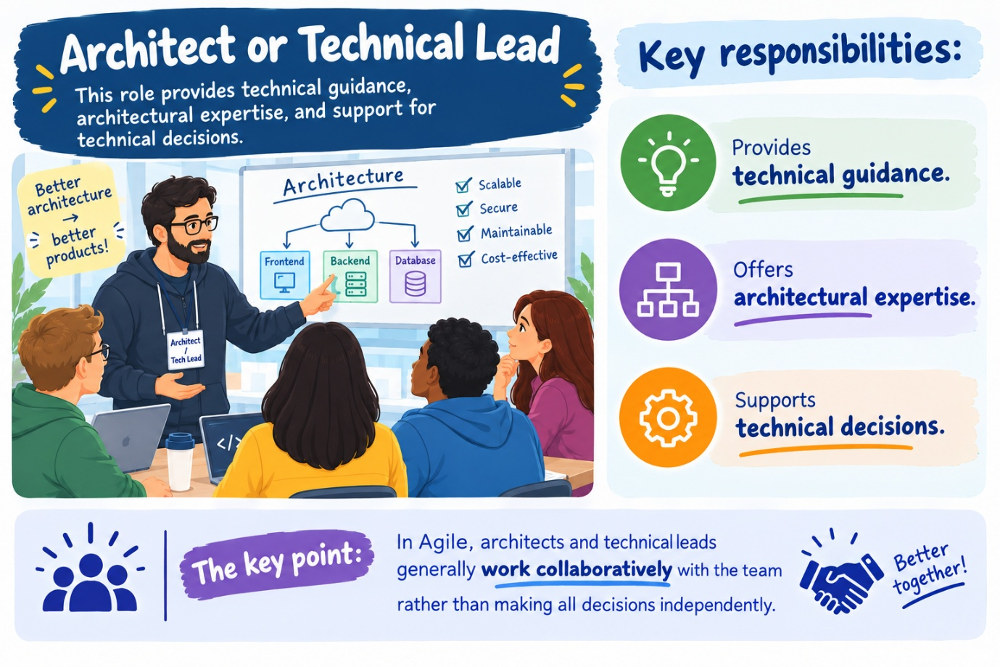 Architect or Technical Lead
This role provides technical guidance,
architectural expertise, and support for
technical decisions.
Better
architecture
→
better
products!
Architecture
Frontend
Backend
Database
Scalable
Secure
Maintainable
Cost-effective
Architect
/
Tech Lead
</>
Key responsibilities:
Provides
technical guidance.
Offers
architectural expertise.
Supports
technical decisions.
The key point:
In Agile, architects and technical leads
generally work collaboratively with the team
rather than making all decisions independently.
Better
together!